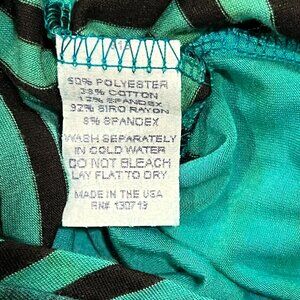 60% POLYESTER
38% COTTON
12% SPANDEX
92% SIRO RAYON
8% SPANDEX
WASH SEPARATELY
IN COLD WATER
DO NOT BLEACH
LAY FLAT TO DRY
MADE IN THE USA
RN# 130749